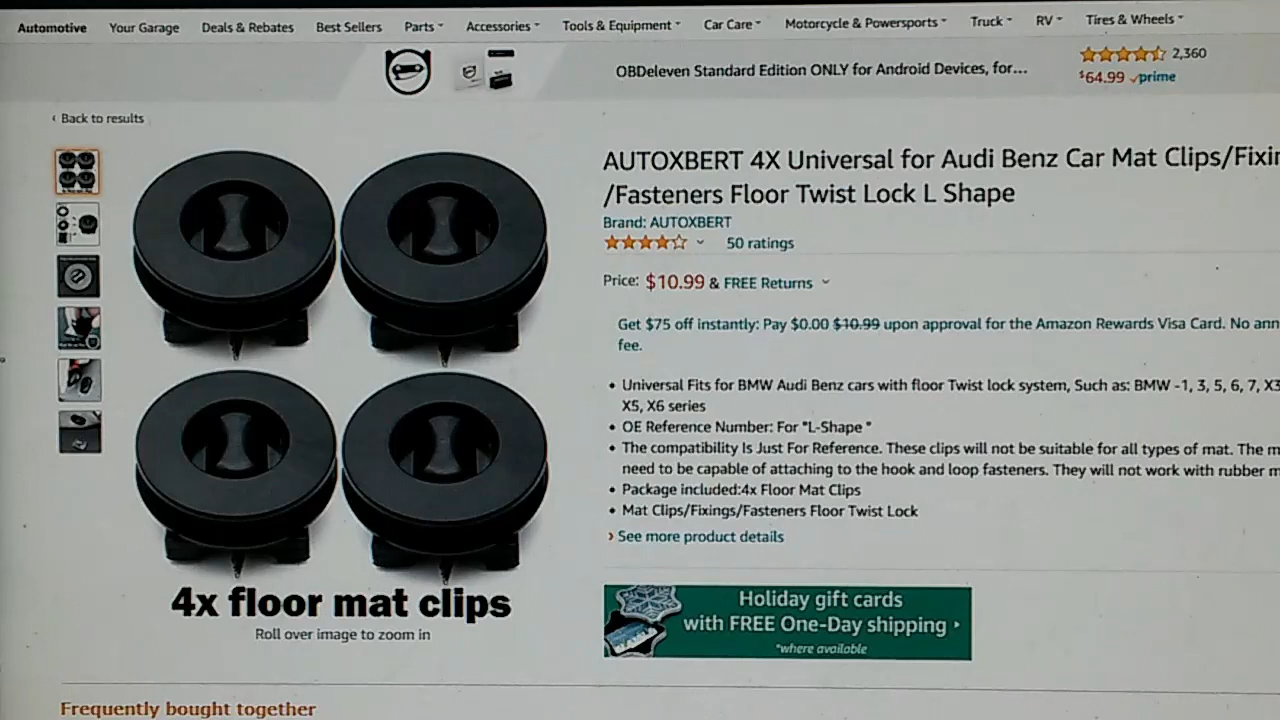 Automotive Your Garage Deals & Rebates Best Sellers Parts Accessories Tools & Equipment Car Care Motorcycle & Powersports Truck RV Tires & Wheels
OBDeleven Standard Edition ONLY for Android Devices, for...
2,360
$64.99 prime
‹ Back to results
AUTOXBERT 4X Universal for Audi Benz Car Mat Clips/Fixin
/Fasteners Floor Twist Lock L Shape
Brand: AUTOXBERT
50 ratings
Price: $10.99 & FREE Returns
Get $75 off instantly: Pay $0.00 $10.99 upon approval for the Amazon Rewards Visa Card. No ann
fee.
• Universal Fits for BMW Audi Benz cars with floor Twist lock system, Such as: BMW -1, 3, 5, 6, 7, X3
X5, X6 series
• OE Reference Number: For "L-Shape "
• The compatibility Is Just For Reference. These clips will not be suitable for all types of mat. The m
need to be capable of attaching to the hook and loop fasteners. They will not work with rubber m
• Package included:4x Floor Mat Clips
• Mat Clips/Fixings/Fasteners Floor Twist Lock
› See more product details
4x floor mat clips
Roll over image to zoom in
Holiday gift cards
with FREE One-Day shipping ›
*where available
Frequently bought together